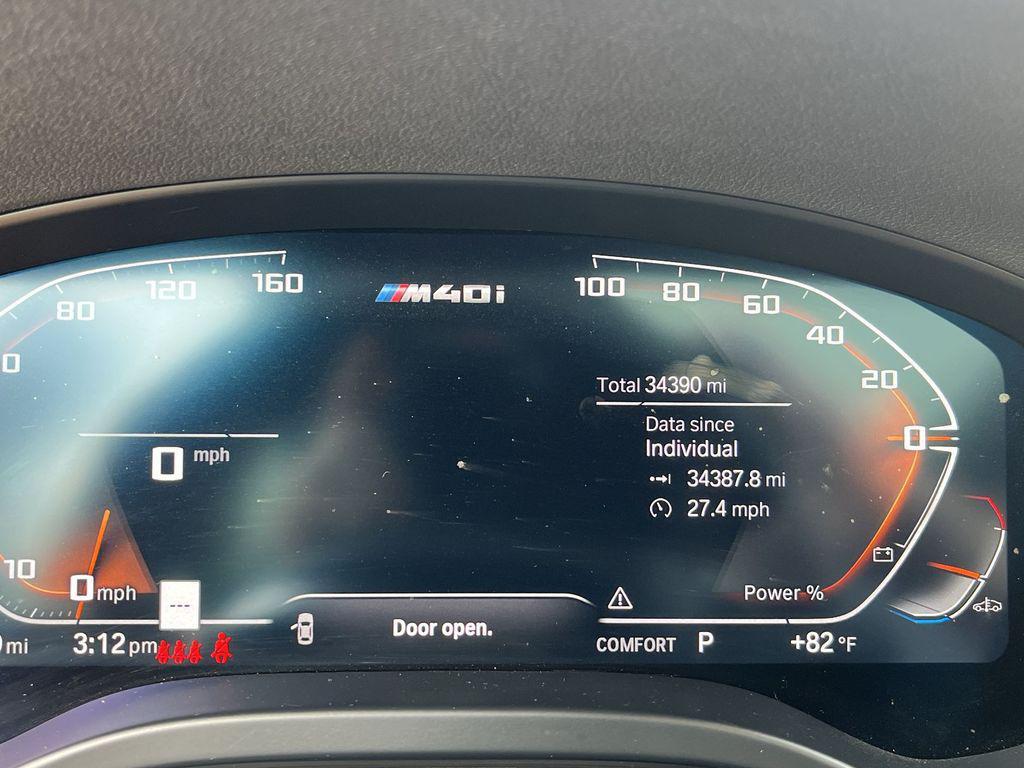 M40i
80
120
160
0
100
80
60
40
20
0
Total 34390 mi
Data since
Individual
34387.8 mi
27.4 mph
0 mph
10
0 mph
---
Power %
mi
3:12 pm
Door open.
COMFORT P
+82 °F